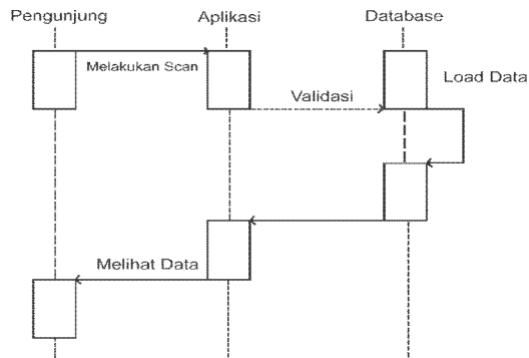 Pengunjung
Aplikasi
Database
Melakukan Scan
Load Data
Validasi
Melihat Data